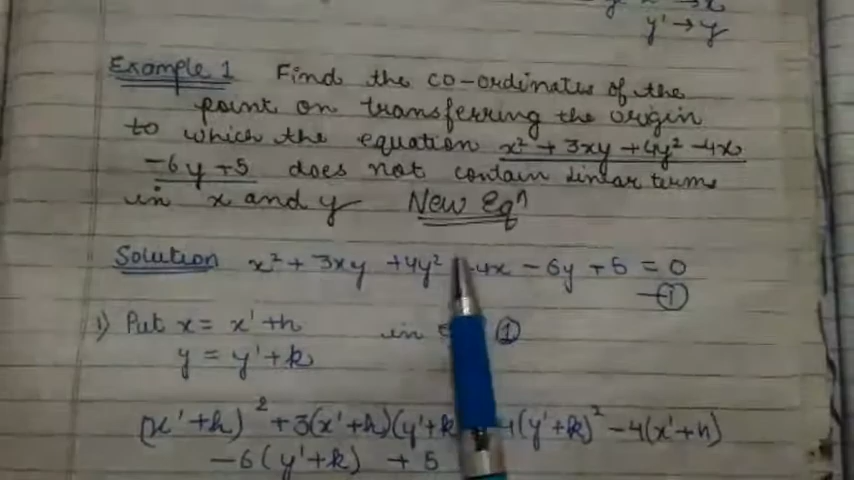 y' → y
Example 1 Find the co-ordinates of the
point on transferring the origin
to which the equation x² + 3xy + 4y² - 4x
- 6y + 5 does not contain linear terms
in x and y New Eqⁿ
Solution x² + 3xy + 4y² - 4x - 6y + 5 = 0
— ①
1) Put x = x' + h in ①
y = y' + k
(x' + h)² + 3(x' + h)(y' + k 4(y' + k)² - 4(x' + h)
- 6(y' + k) + 5